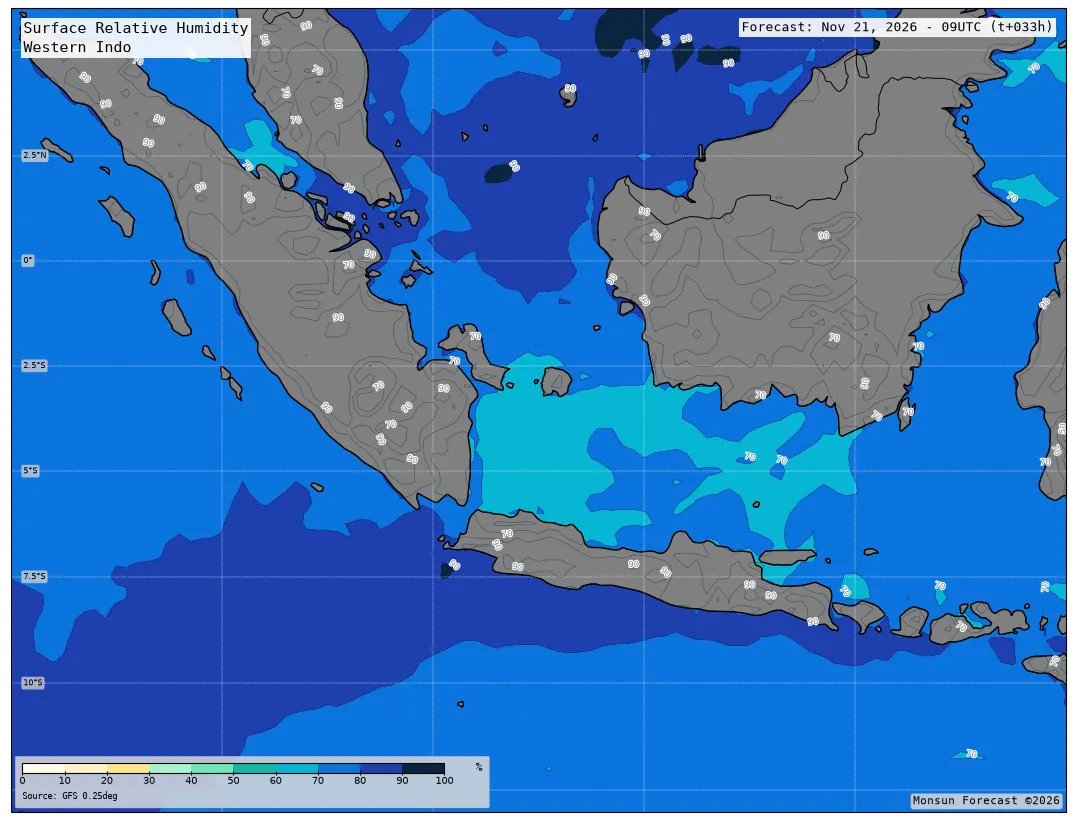 Surface Relative Humidity
Western Indo
Forecast: Nov 21, 2026 - 09UTC (t+033h)
2.5°N
0°
2.5°S
5°S
7.5°S
10°S
0 10 20 30 40 50 60 70 80 90 100 %
Source: GFS 0.25deg
Monsun Forecast ©2026